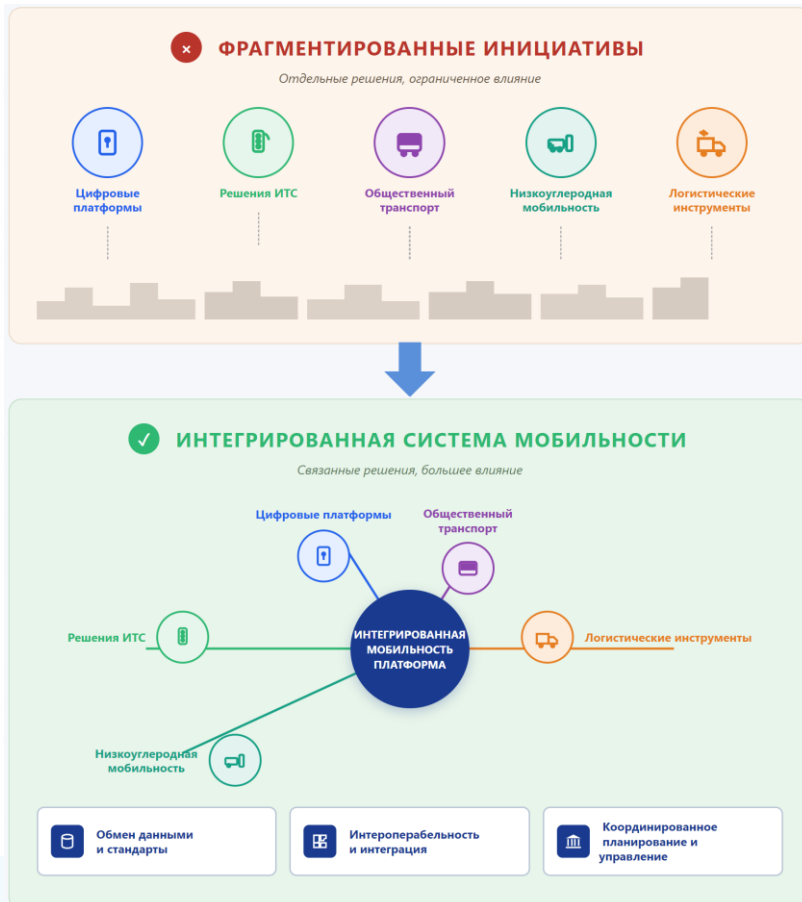 ФРАГМЕНТИРОВАННЫЕ ИНИЦИАТИВЫ
Отдельные решения, ограниченное влияние
Цифровые
платформы
Решения ИТС
Общественный
транспорт
Низкоуглеродная
мобильность
Логистические
инструменты
ИНТЕГРИРОВАННАЯ СИСТЕМА МОБИЛЬНОСТИ
Связанные решения, большее влияние
Цифровые платформы
Общественный
транспорт
Решения ИТС
ИНТЕГРИРОВАННАЯ
МОБИЛЬНОСТЬ
ПЛАТФОРМА
Логистические инструменты
Низкоуглеродная
мобильность
Обмен данными
и стандарты
Интероперабельность
и интеграция
Координированное
планирование и
управление